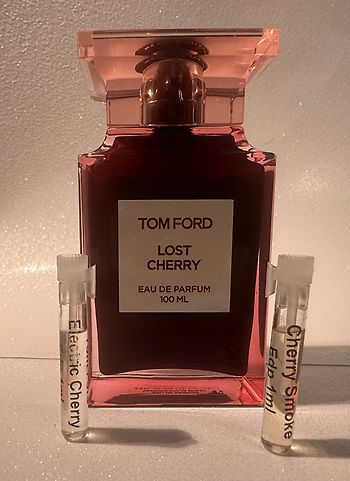 TOM FORD
LOST
CHERRY
EAU DE PARFUM
100 ML
Electric Cherry
Cherry Smoke
Edp 1ml